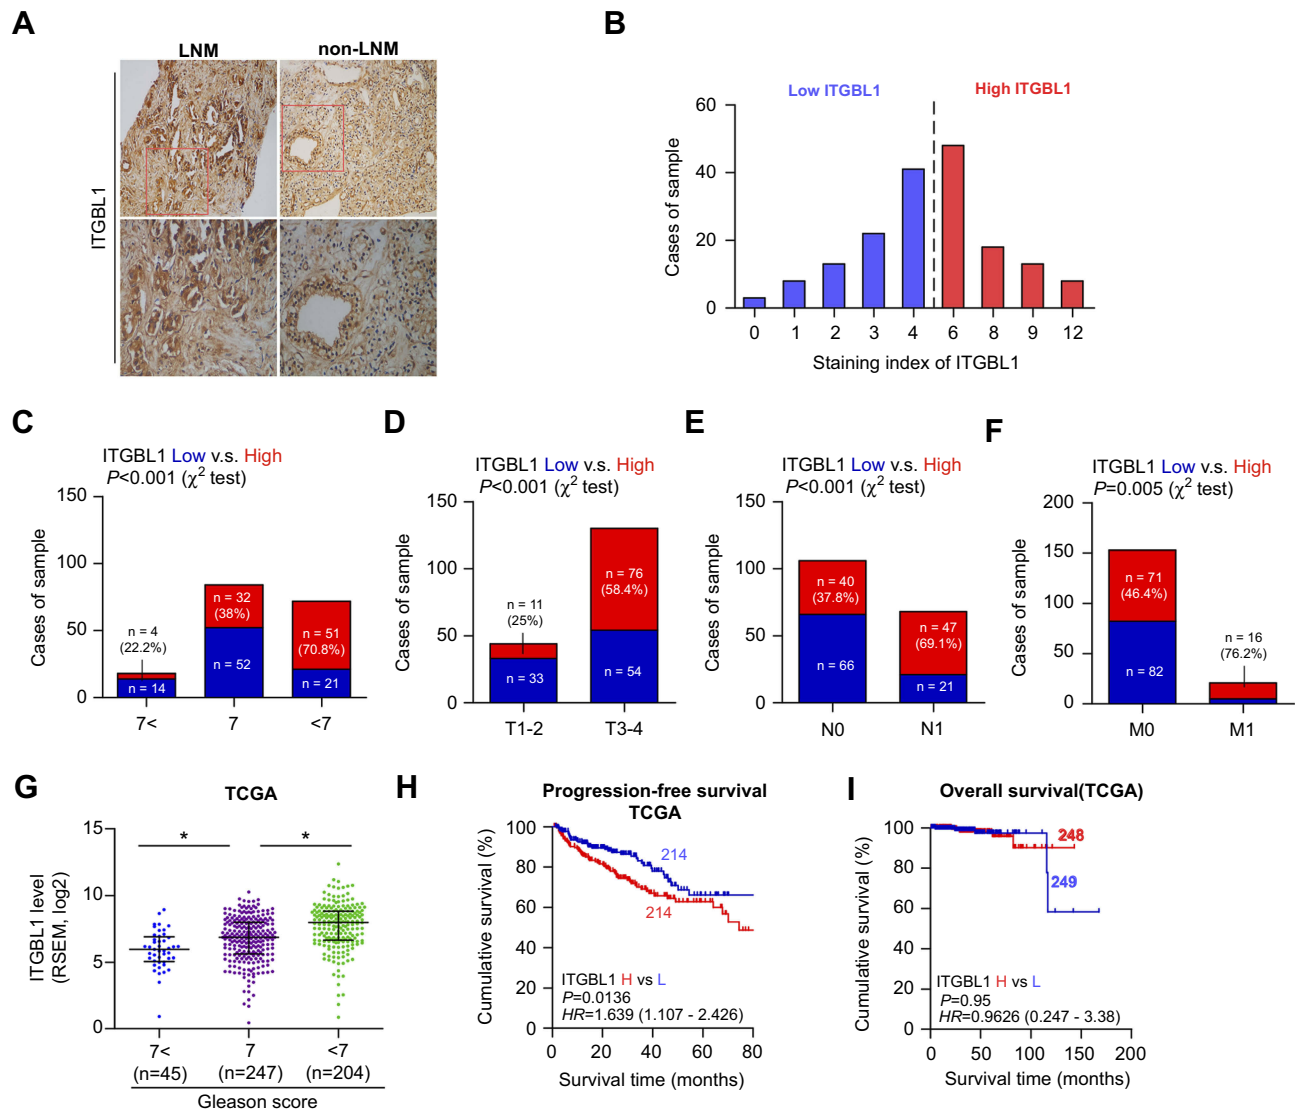 A
LNM
non-LNM
ITGBL1
B
Low ITGBL1
High ITGBL1
Cases of sample
60
40
20
0
0 1 2 3 4 6 8 9 12
Staining index of ITGBL1
C
ITGBL1 Low v.s. High
P<0.001 (χ² test)
Cases of sample
150
100
50
0
n = 4
(22.2%)
n = 14
n = 32
(38%)
n = 52
n = 51
(70.8%)
n = 21
7< 7 <7
D
ITGBL1 Low v.s. High
P<0.001 (χ² test)
Cases of sample
150
100
50
0
n = 11
(25%)
n = 33
n = 76
(58.4%)
n = 54
T1-2 T3-4
E
ITGBL1 Low v.s. High
P<0.001 (χ² test)
Cases of sample
150
100
50
0
n = 40
(37.8%)
n = 66
n = 47
(69.1%)
n = 21
N0 N1
F
ITGBL1 Low v.s. High
P=0.005 (χ² test)
Cases of sample
200
150
100
50
0
n = 71
(46.4%)
n = 82
n = 16
(76.2%)
M0 M1
G
TCGA
ITGBL1 level
(RSEM, log2)
15
10
5
0
* *
7< 7 <7
(n=45) (n=247) (n=204)
Gleason score
H
Progression-free survival
TCGA
Cumulative survival (%)
100
80
60
40
20
0
214
214
ITGBL1 H vs L
P=0.0136
HR=1.639 (1.107 - 2.426)
0 20 40 60 80
Survival time (months)
I
Overall survival(TCGA)
Cumulative survival (%)
100
80
60
40
20
0
248
249
ITGBL1 H vs L
P=0.95
HR=0.9626 (0.247 - 3.38)
0 50 100 150 200
Survival time (months)